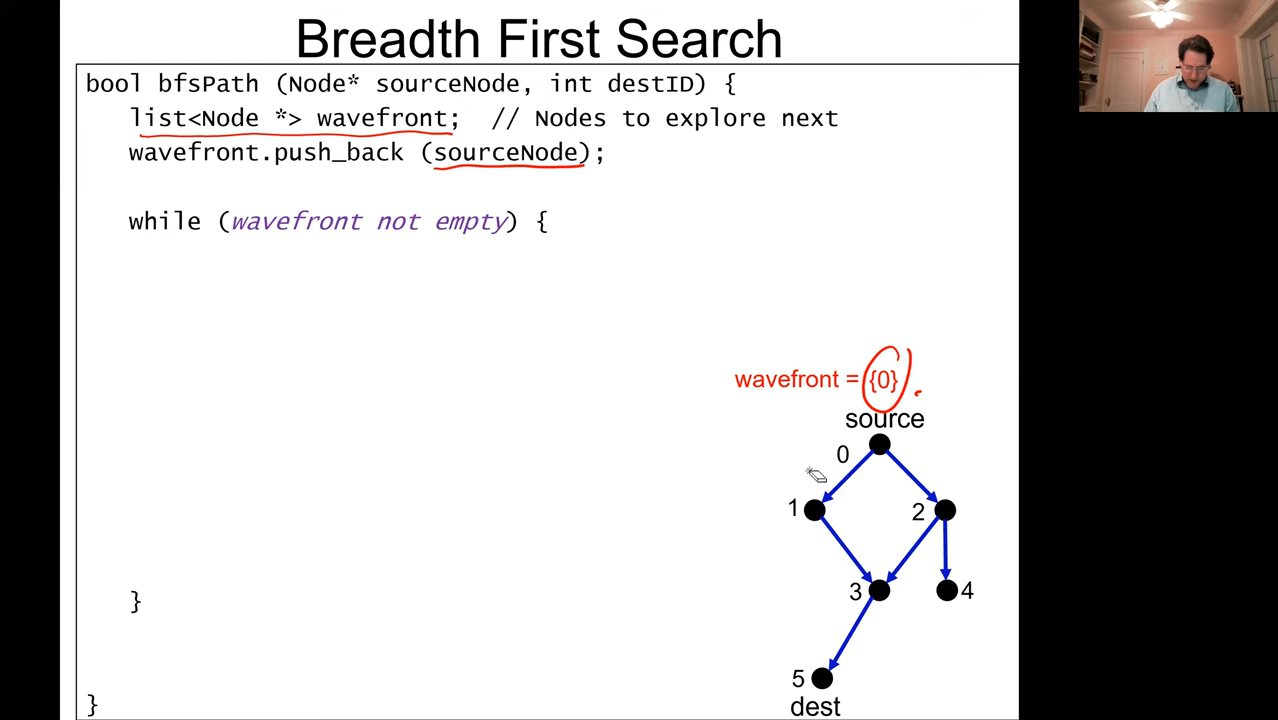 Breadth First Search
bool bfsPath (Node* sourceNode, int destID) {
list<Node *> wavefront; // Nodes to explore next
wavefront.push_back (sourceNode);
while (wavefront not empty) {
wavefront = {0}
source
0
1
2
3
4
}
5
dest
}